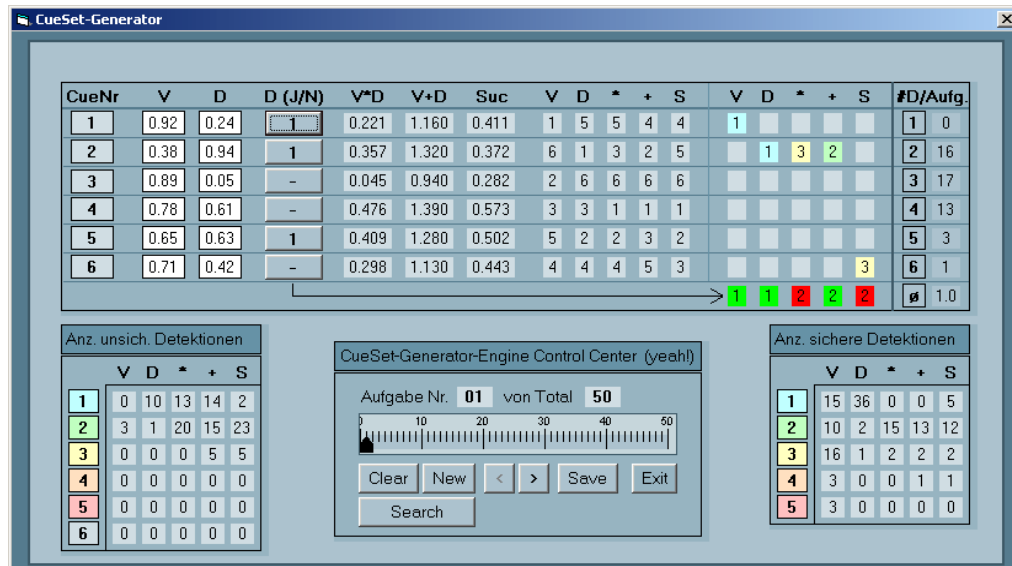 CueSet-Generator
CueNr V D D (J/N) V*D V+D Suc V D * + S V D * + S #D/Aufg.
1 0.92 0.24 1 0.221 1.160 0.411 1 5 5 4 4 1 1 0
2 0.38 0.94 1 0.357 1.320 0.372 6 1 3 2 5 1 3 2 2 16
3 0.89 0.05 - 0.045 0.940 0.282 2 6 6 6 6 3 17
4 0.78 0.61 - 0.476 1.390 0.573 3 3 1 1 1 4 13
5 0.65 0.63 1 0.409 1.280 0.502 5 2 2 3 2 5 3
6 0.71 0.42 - 0.298 1.130 0.443 4 4 4 5 3 3 6 1
1 1 2 2 2 ø 1.0
Anz. unsich. Detektionen
V D * + S
1 0 10 13 14 2
2 3 1 20 15 23
3 0 0 0 5 5
4 0 0 0 0 0
5 0 0 0 0 0
6 0 0 0 0 0
CueSet-Generator-Engine Control Center (yeah!)
Aufgabe Nr. 01 von Total 50
0 10 20 30 40 50
Clear New < > Save Exit
Search
Anz. sichere Detektionen
V D * + S
1 15 36 0 0 5
2 10 2 15 13 12
3 16 1 2 2 2
4 3 0 0 1 1
5 3 0 0 0 0